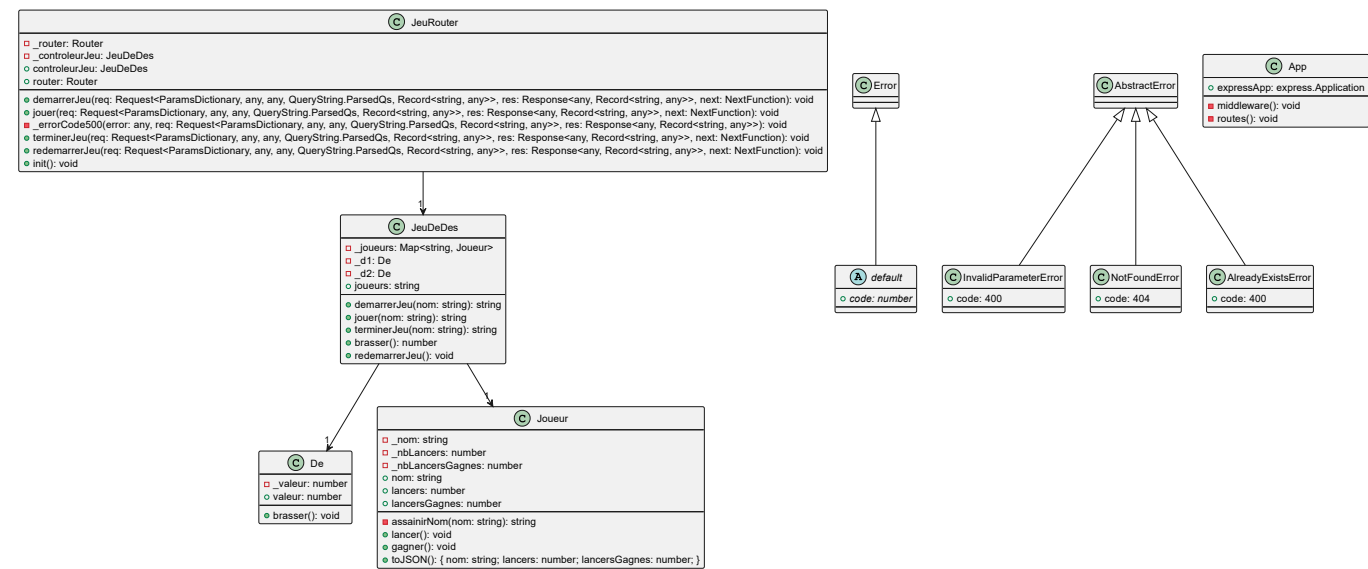 C JeuRouter
_router: Router
_controleurJeu: JeuDeDes
controleurJeu: JeuDeDes
router: Router
demarrerJeu(req: Request<ParamsDictionary, any, any, QueryString.ParsedQs, Record<string, any>>, res: Response<any, Record<string, any>>, next: NextFunction): void
jouer(req: Request<ParamsDictionary, any, any, QueryString.ParsedQs, Record<string, any>>, res: Response<any, Record<string, any>>, next: NextFunction): void
_errorCode500(error: any, req: Request<ParamsDictionary, any, any, QueryString.ParsedQs, Record<string, any>>, res: Response<any, Record<string, any>>): void
terminerJeu(req: Request<ParamsDictionary, any, any, QueryString.ParsedQs, Record<string, any>>, res: Response<any, Record<string, any>>, next: NextFunction): void
redemarrerJeu(req: Request<ParamsDictionary, any, any, QueryString.ParsedQs, Record<string, any>>, res: Response<any, Record<string, any>>, next: NextFunction): void
init(): void
1
C JeuDeDes
_joueurs: Map<string, Joueur>
_d1: De
_d2: De
joueurs: string
demarrerJeu(nom: string): string
jouer(nom: string): string
terminerJeu(nom: string): string
brasser(): number
redemarrerJeu(): void
1
1
C De
_valeur: number
valeur: number
brasser(): void
C Joueur
_nom: string
_nbLancers: number
_nbLancersGagnes: number
nom: string
lancers: number
lancersGagnes: number
assainirNom(nom: string): string
lancer(): void
gagner(): void
toJSON(): { nom: string; lancers: number; lancersGagnes: number; }
C Error
A default
code: number
C AbstractError
C InvalidParameterError
code: 400
C NotFoundError
code: 404
C AlreadyExistsError
code: 400
C App
expressApp: express.Application
middleware(): void
routes(): void